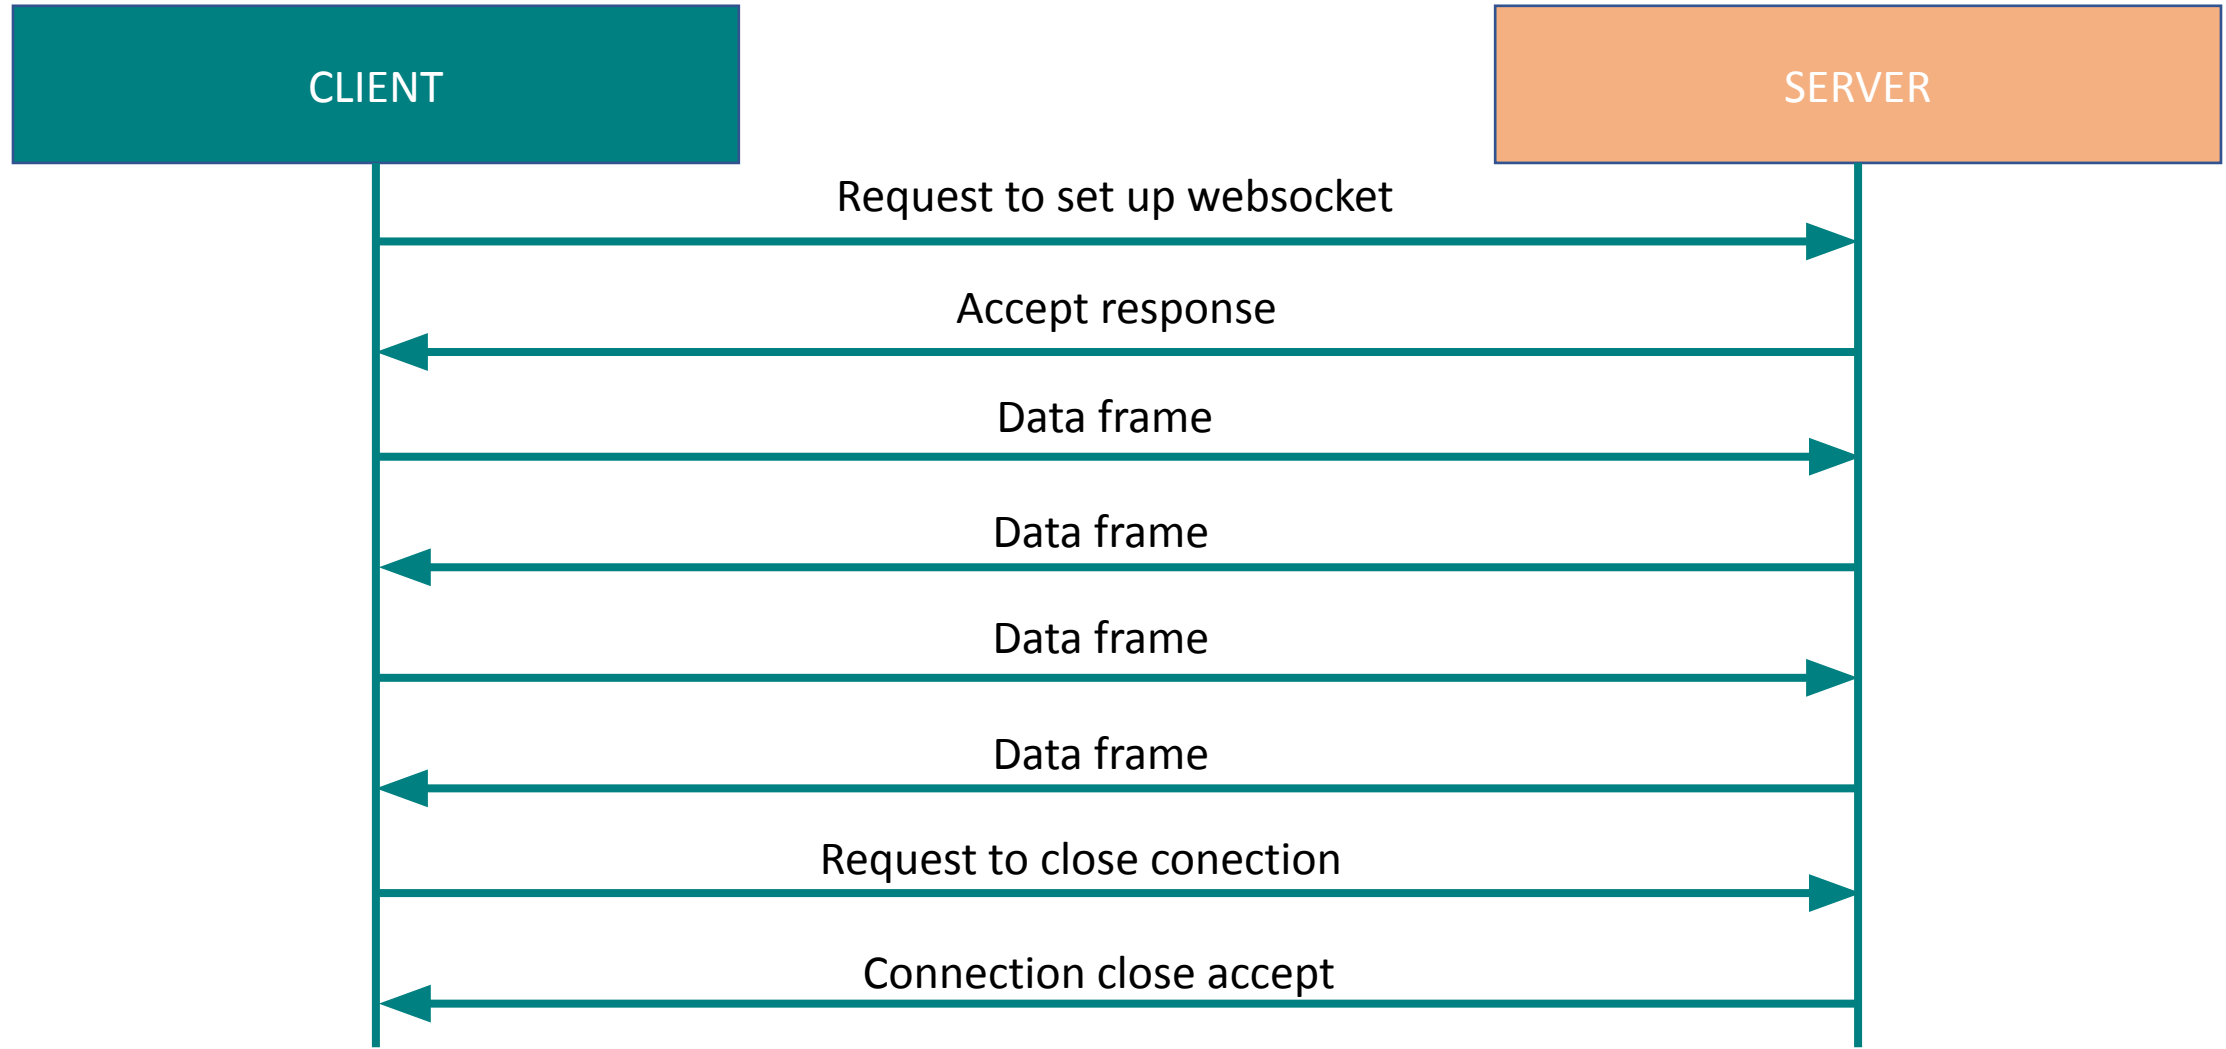 CLIENT
SERVER
Request to set up websocket
Accept response
Data frame
Data frame
Data frame
Data frame
Request to close conection
Connection close accept